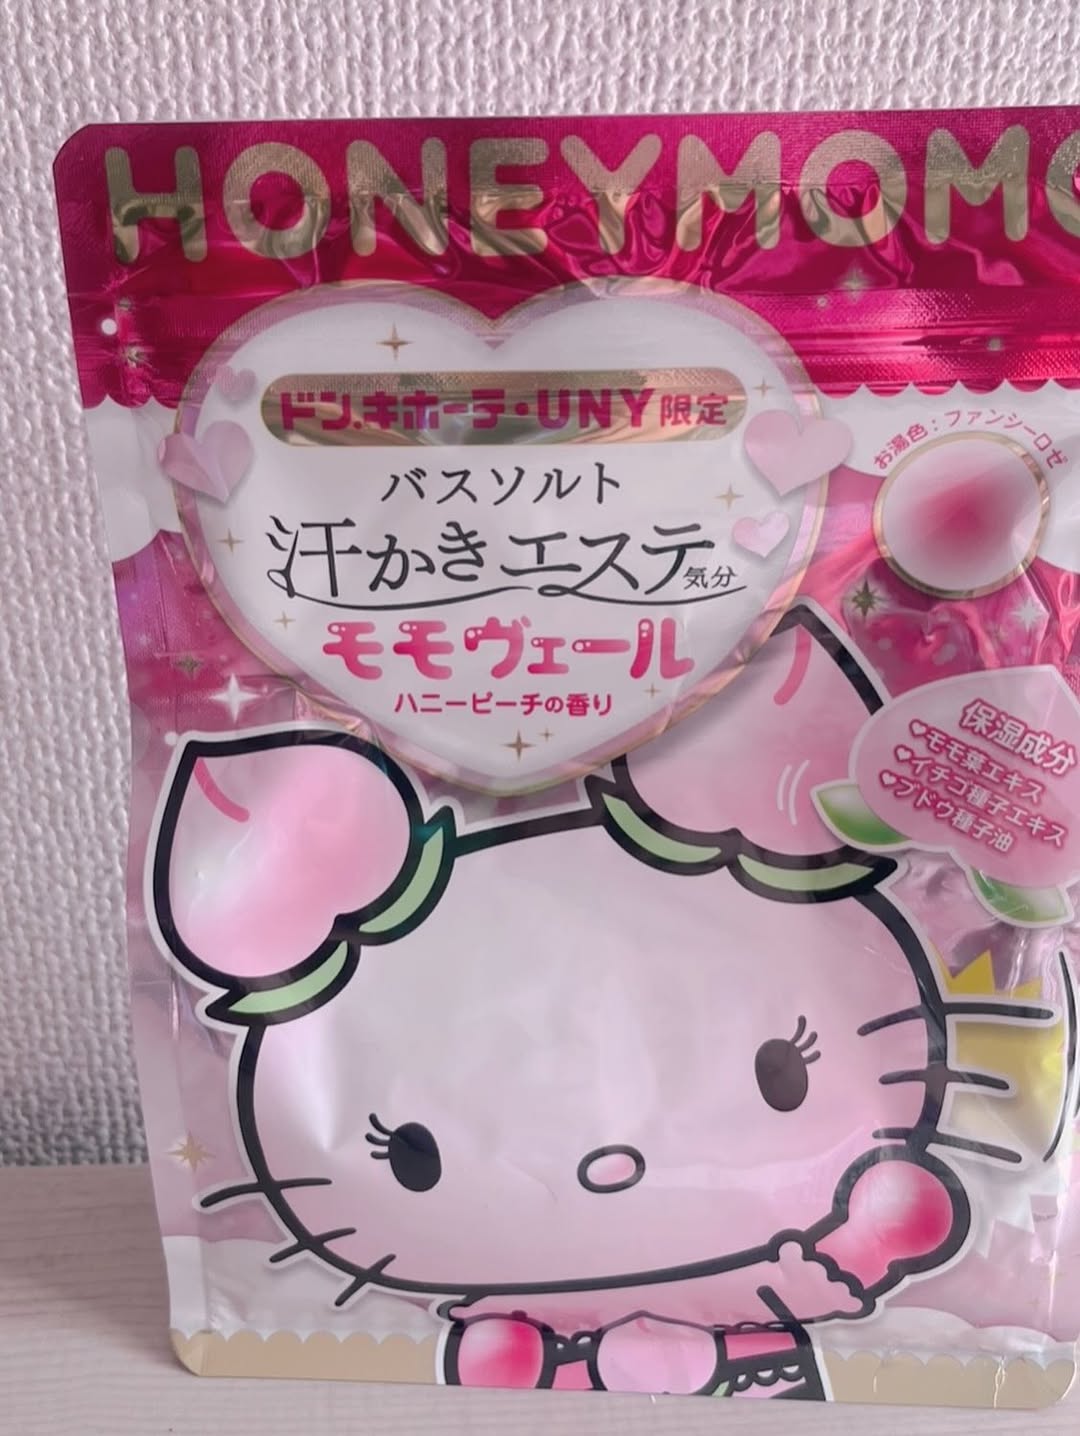 HONEYMOMO
ドン.キホーテ・UNY限定
バスソルト
汗かきエステ気分
モモヴェール
ハニーピーチの香り
お湯色：ファンシーロゼ
保湿成分
♥モモ葉エキス
♥イチゴ種子エキス
♥ブドウ種子油